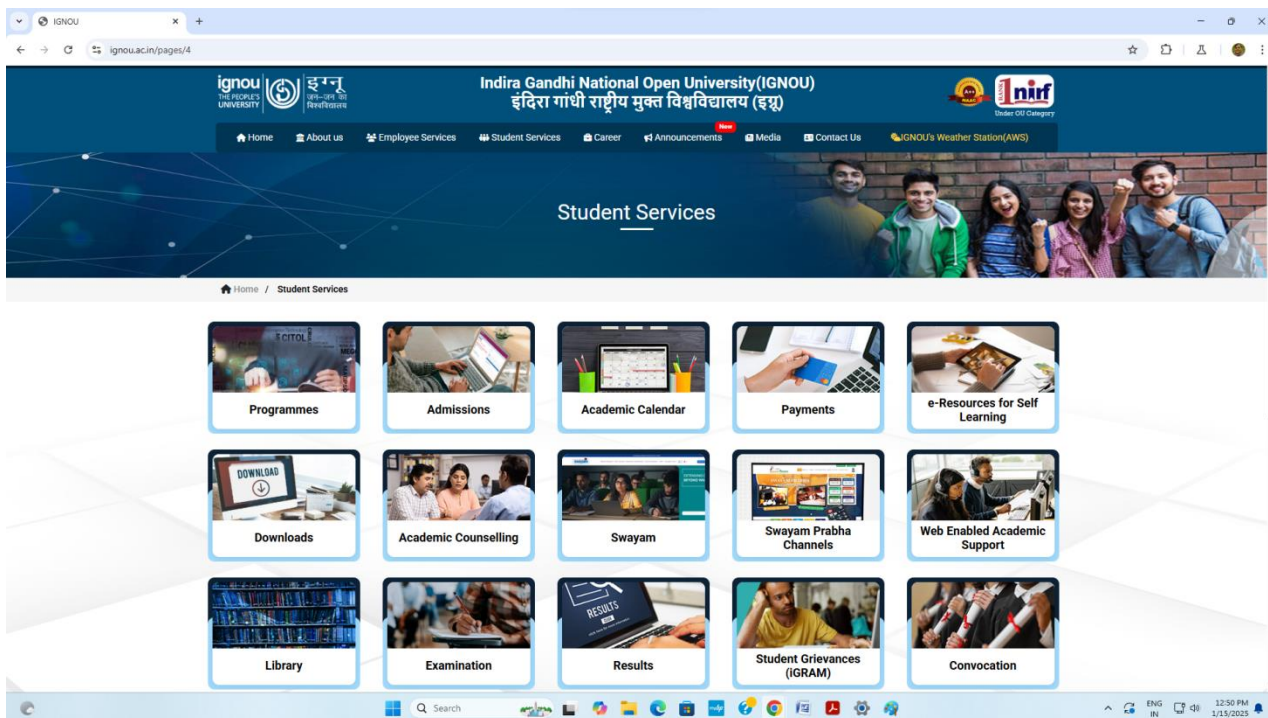 IGNOU
ignou.ac.in/pages/4
ignou
THE PEOPLE'S
UNIVERSITY
इग्नू
जन-जन का
विश्वविद्यालय
Indira Gandhi National Open University(IGNOU)
इंदिरा गांधी राष्ट्रीय मुक्त विश्वविद्यालय (इग्नू)
A++
NAAC
RANK 1 nirf
Under OU Category
New
Home About us Employee Services Student Services Career Announcements Media Contact Us IGNOU's Weather Station(AWS)
Student Services
Home / Student Services
CITOL
Programmes
Admissions
Academic Calendar
Payments
e-Resources for Self
Learning
DOWNLOAD
Downloads
Academic Counselling
Swayam
Swayam Prabha
Channels
Web Enabled Academic
Support
Library
Examination
RESULTS
Results
Student Grievances
(iGRAM)
Convocation
Search
ENG
IN
12:50 PM
1/15/2025